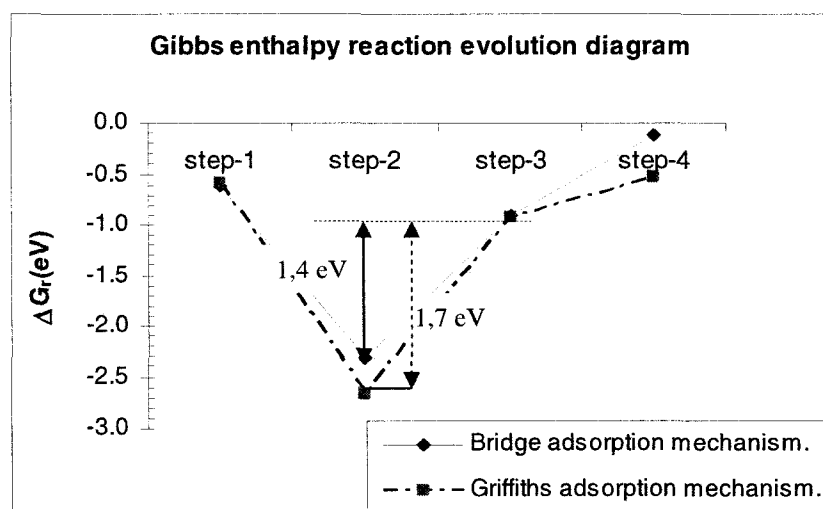 Gibbs enthalpy reaction evolution diagram
0.0
step-1 step-2 step-3 step-4
-0.5
-1.0
1,4 eV
-1.5
1,7 eV
-2.0
-2.5
-3.0
ΔGr(eV)
Bridge adsorption mechanism.
Griffiths adsorption mechanism.